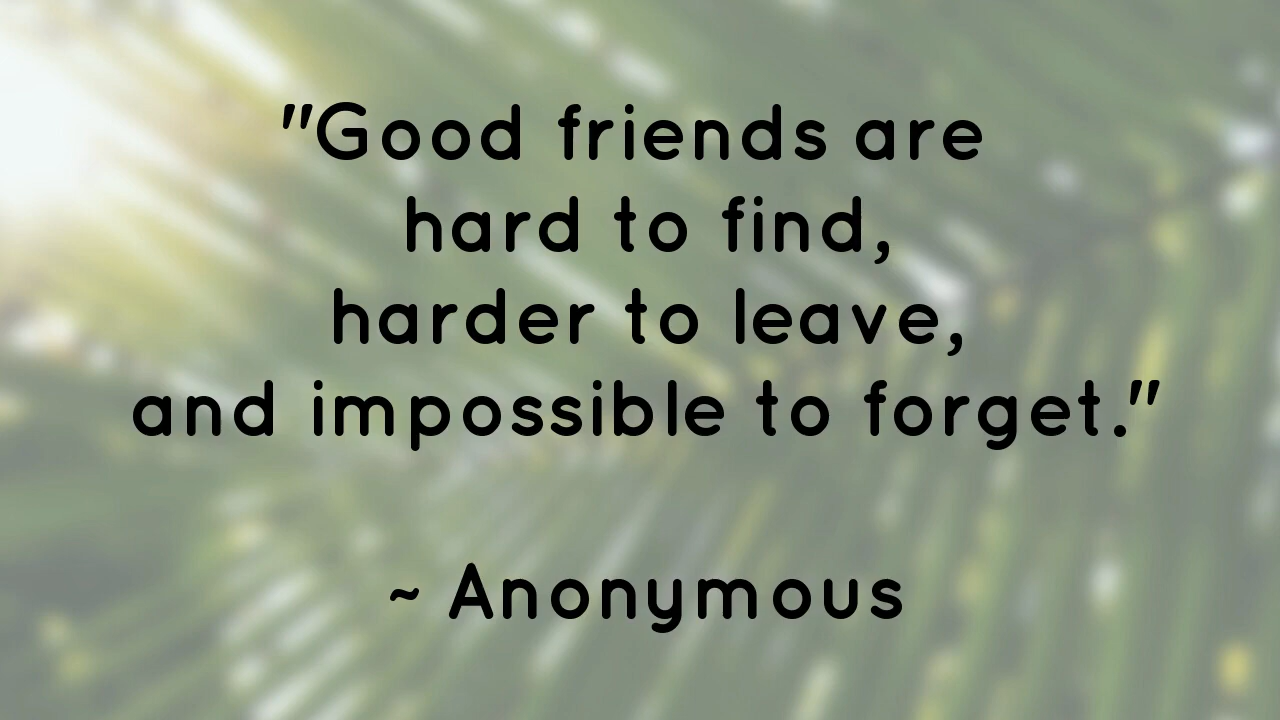 "Good friends are
hard to find,
harder to leave,
and impossible to forget."
~ Anonymous